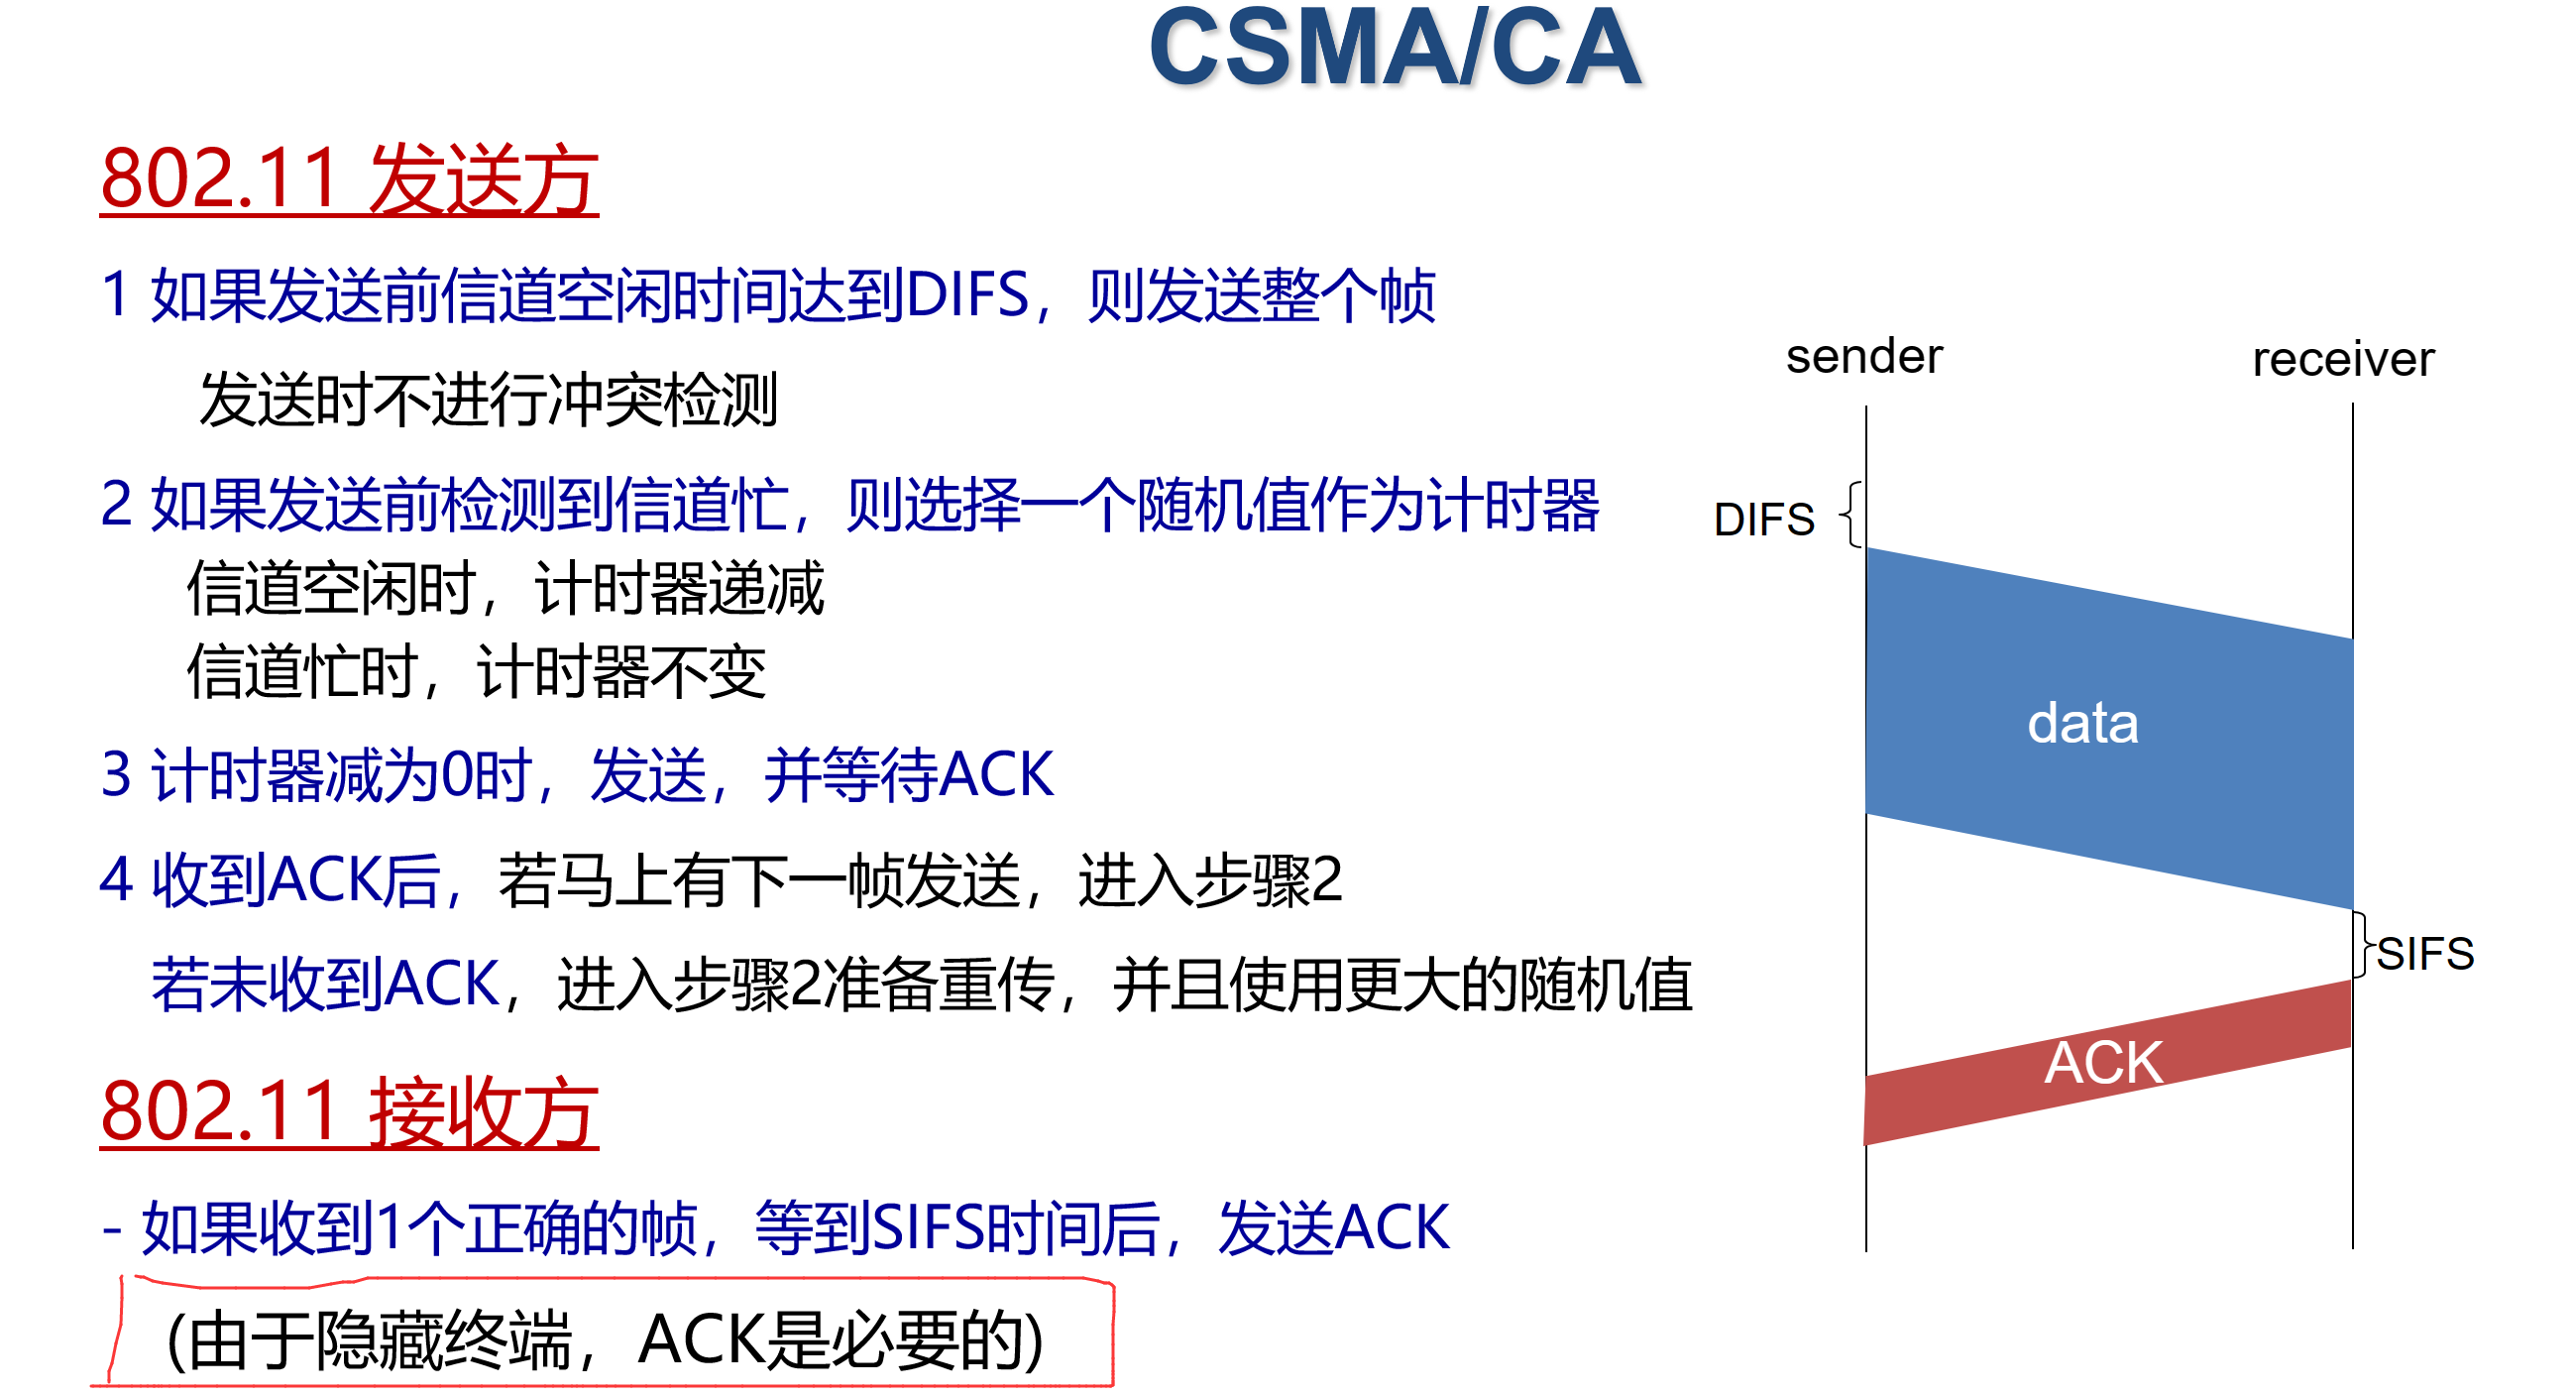 CSMA/CA
802.11 发送方
1 如果发送前信道空闲时间达到DIFS，则发送整个帧
发送时不进行冲突检测
2 如果发送前检测到信道忙，则选择一个随机值作为计时器
信道空闲时，计时器递减
信道忙时，计时器不变
3 计时器减为0时，发送，并等待ACK
4 收到ACK后，若马上有下一帧发送，进入步骤2
若未收到ACK，进入步骤2准备重传，并且使用更大的随机值
802.11 接收方
- 如果收到1个正确的帧，等到SIFS时间后，发送ACK
(由于隐藏终端，ACK是必要的)
sender
receiver
DIFS
data
SIFS
ACK